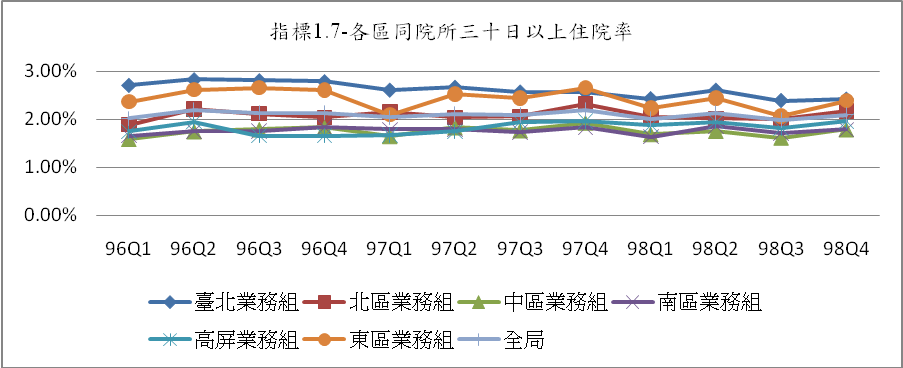 指標1.7-各區同院所三十日以上住院率
3.00%
2.00%
1.00%
0.00%
96Q1 96Q2 96Q3 96Q4 97Q1 97Q2 97Q3 97Q4 98Q1 98Q2 98Q3 98Q4
臺北業務組 北區業務組 中區業務組 南區業務組
高屏業務組 東區業務組 全局